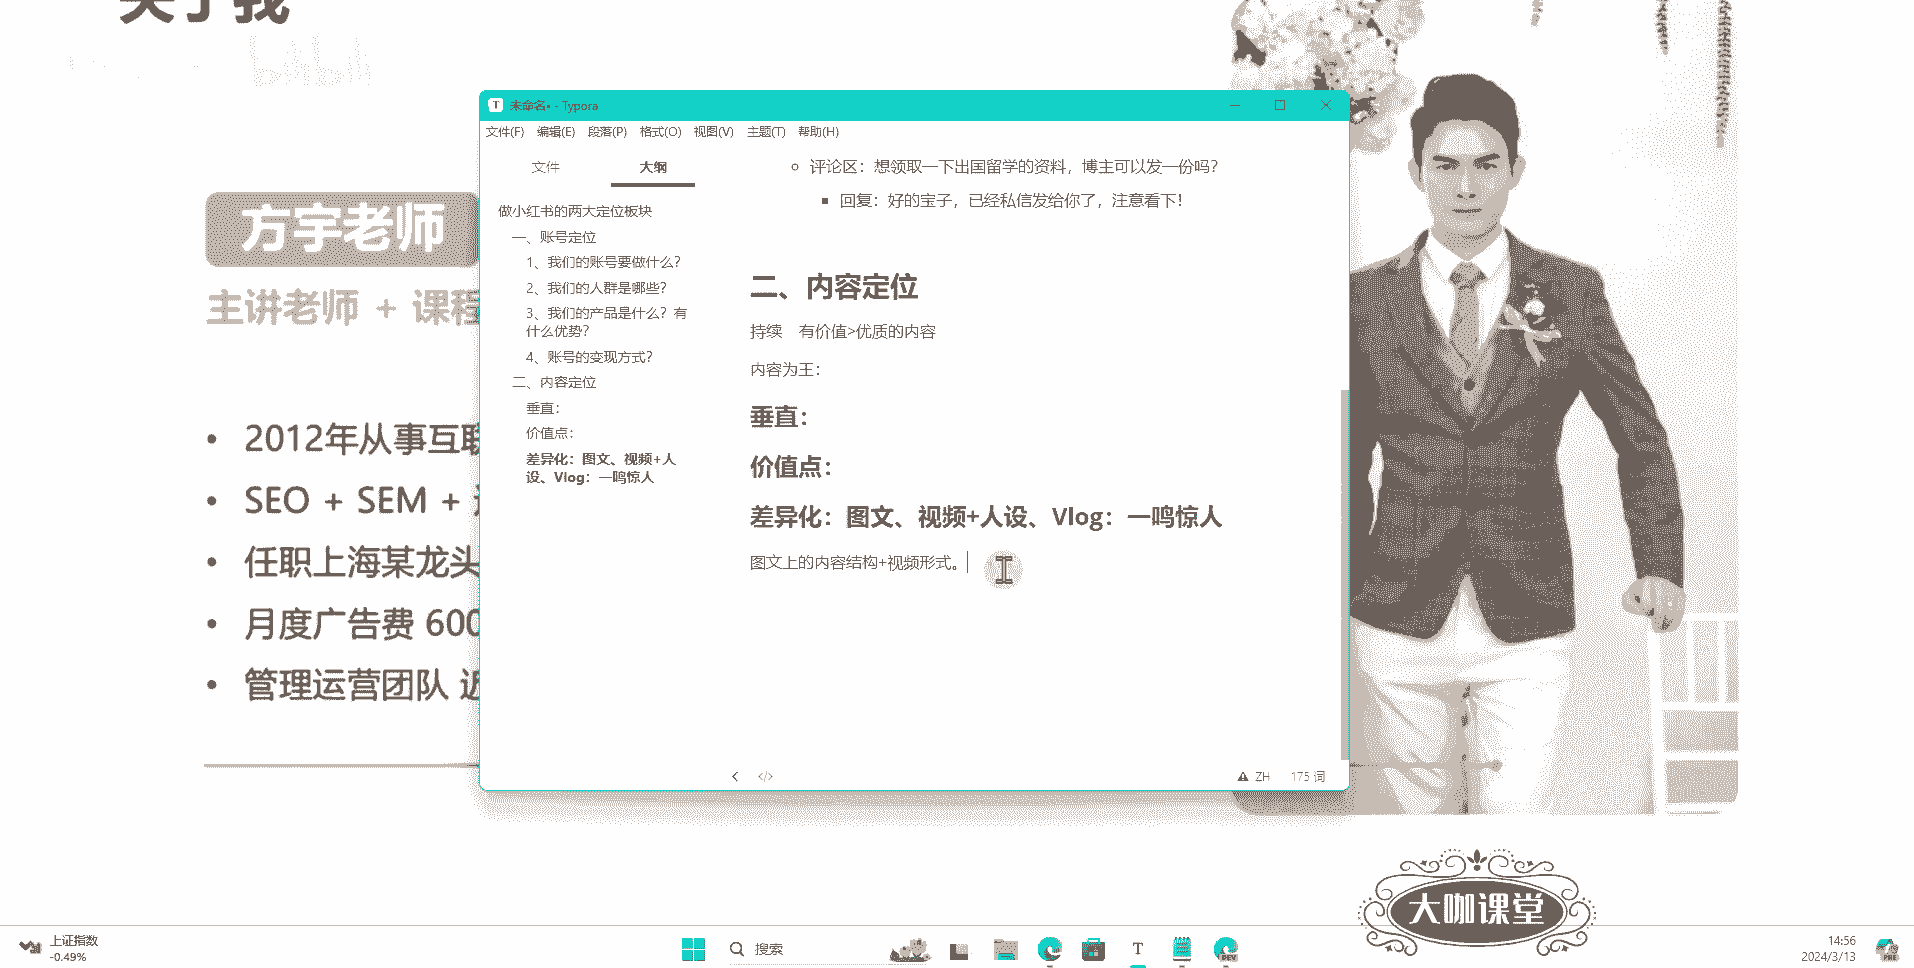 关于我
bilibili
方宇老师
主讲老师 + 课程
• 2012年从事互联
• SEO + SEM +
• 任职上海某龙头
• 月度广告费 600
• 管理运营团队 近
T 未命名• - Typora
文件(F) 编辑(E) 段落(P) 格式(O) 视图(V) 主题(T) 帮助(H)
文件 大纲
做小红书的两大定位板块
一、账号定位
1、我们的账号要做什么？
2、我们的人群是哪些？
3、我们的产品是什么？有
什么优势？
4、账号的变现方式？
二、内容定位
垂直：
价值点：
差异化：图文、视频+人
设、Vlog：一鸣惊人
评论区：想领取一下出国留学的资料，博主可以发一份吗？
回复：好的宝子，已经私信发给你了，注意看下！
二、内容定位
持续 有价值>优质的内容
内容为王：
垂直：
价值点：
差异化：图文、视频+人设、Vlog：一鸣惊人
图文上的内容结构+视频形式。
</> ZH 175 词
大咖课堂
上证指数
-0.49%
搜索
T
DEV
14:56
2024/3/13
PRE